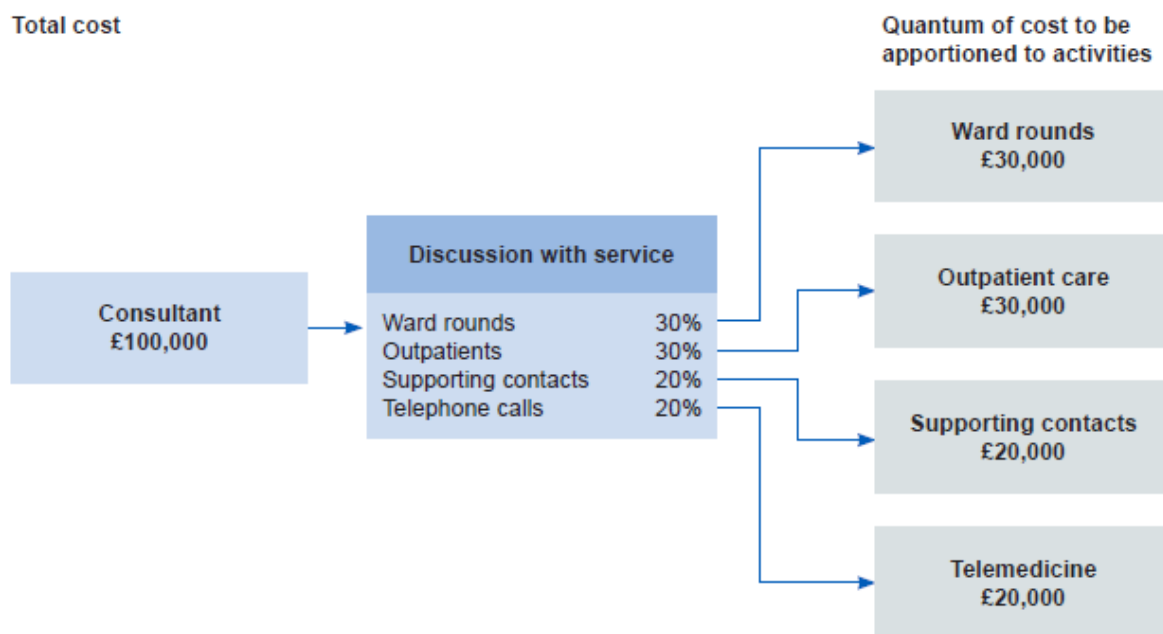 Total cost
Quantum of cost to be
apportioned to activities
Consultant
£100,000
Discussion with service
Ward rounds 30%
Outpatients 30%
Supporting contacts 20%
Telephone calls 20%
Ward rounds
£30,000
Outpatient care
£30,000
Supporting contacts
£20,000
Telemedicine
£20,000